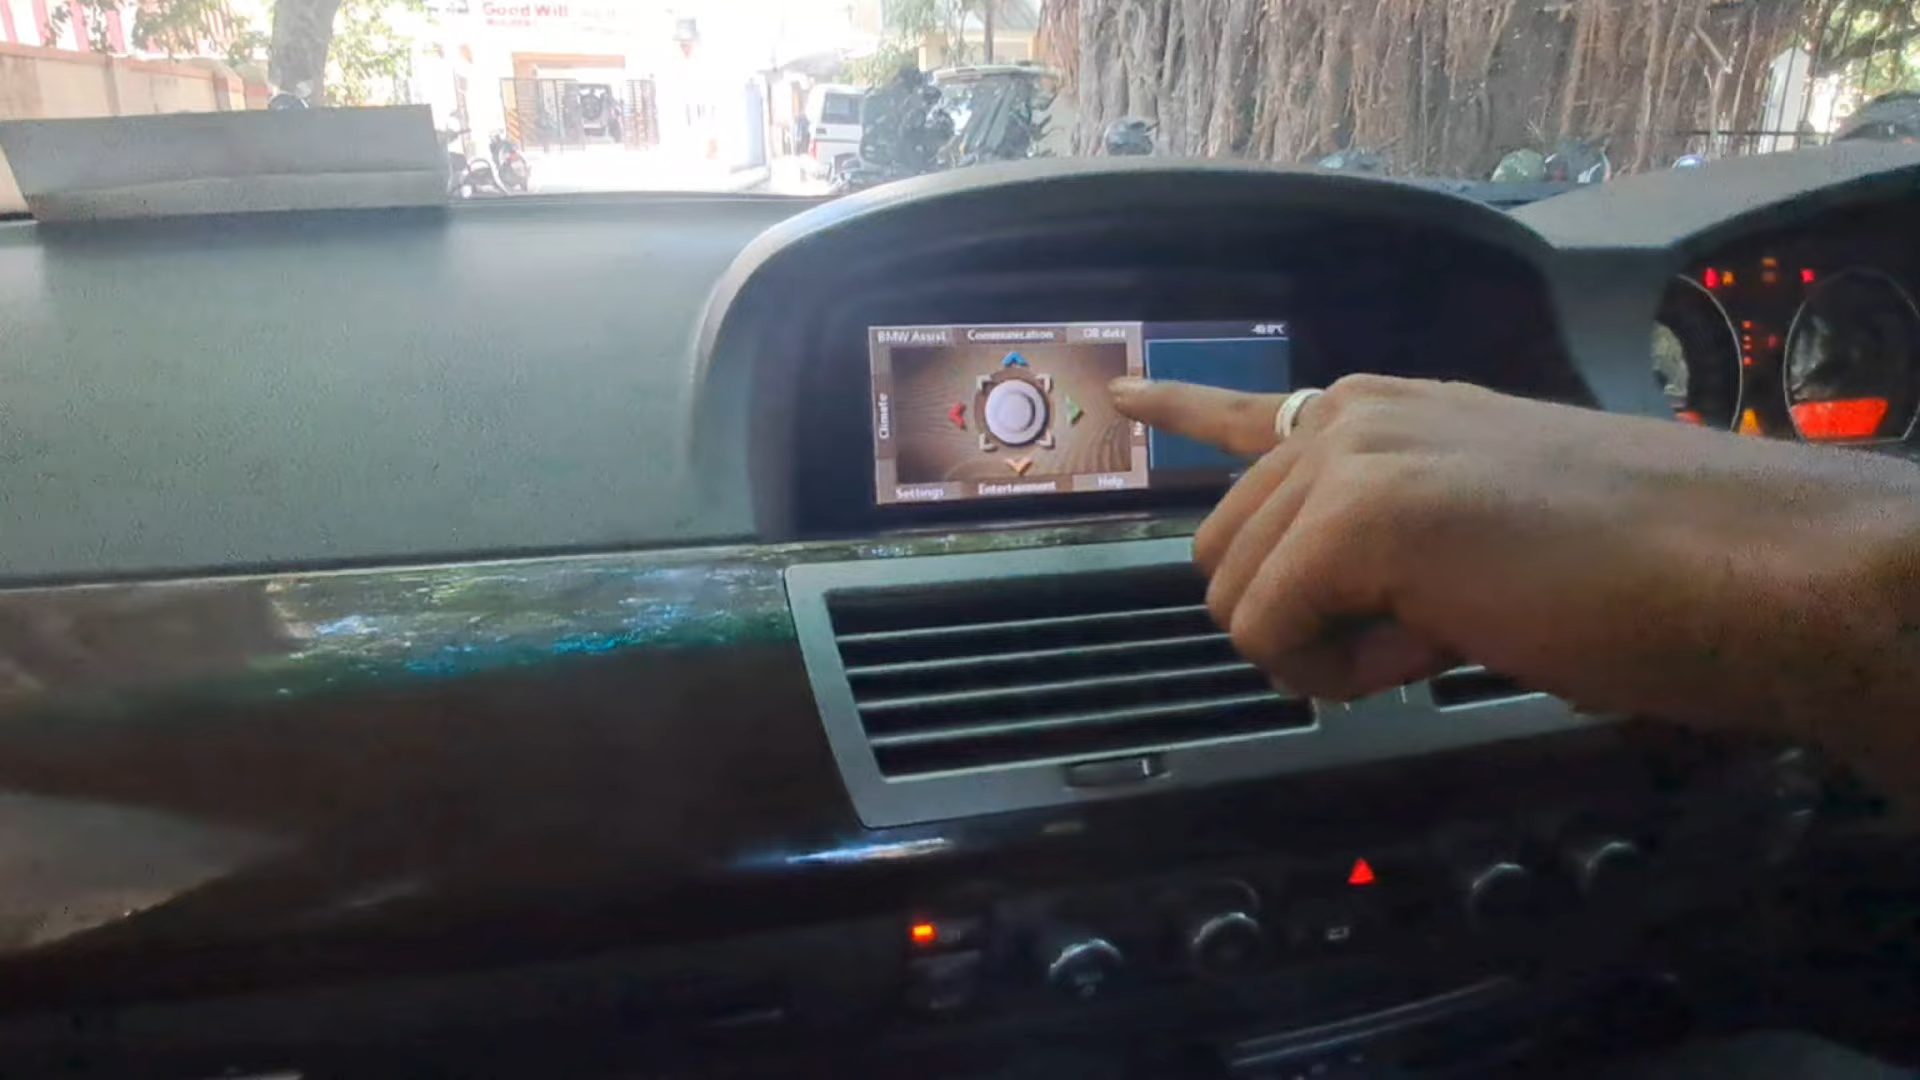 Good Will
BMW Assist Communication OB data
Climate
Settings Entertainment Help